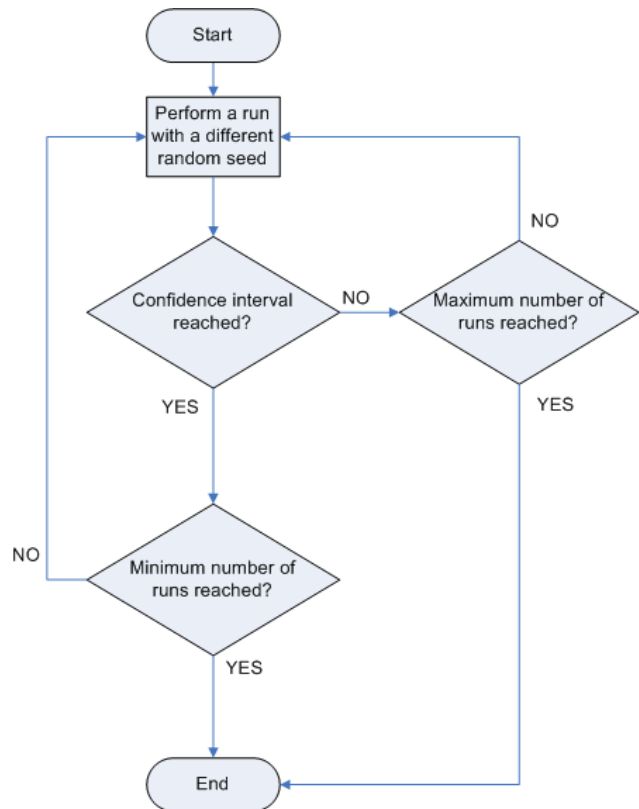 Start
Perform a run
with a different
random seed
NO
Confidence interval
reached?
NO
Maximum number of
runs reached?
YES
YES
NO
Minimum number of
runs reached?
YES
End